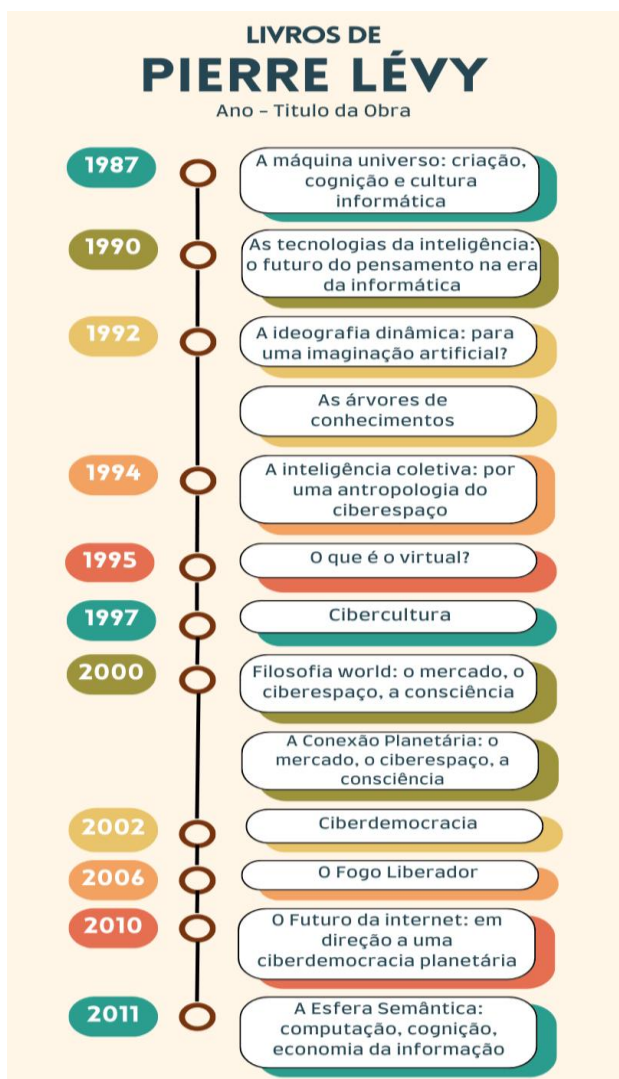 LIVROS DE
PIERRE LÉVY
Ano – Titulo da Obra
1987
A máquina universo: criação,
cognição e cultura
informática
1990
As tecnologias da inteligência:
o futuro do pensamento na era
da informática
1992
A ideografia dinâmica: para
uma imaginação artificial?
As árvores de
conhecimentos
1994
A inteligência coletiva: por
uma antropologia do
ciberespaço
1995
O que é o virtual?
1997
Cibercultura
2000
Filosofia world: o mercado, o
ciberespaço, a consciência
A Conexão Planetária: o
mercado, o ciberespaço, a
consciência
2002
Ciberdemocracia
2006
O Fogo Liberador
2010
O Futuro da internet: em
direção a uma
ciberdemocracia planetária
2011
A Esfera Semântica:
computação, cognição,
economia da informação